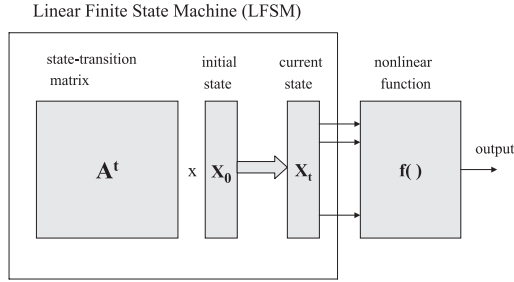 Linear Finite State Machine (LFSM)
state-transition
matrix
initial
state
current
state
nonlinear
function
A^t
x
X_0
X_t
f( )
output